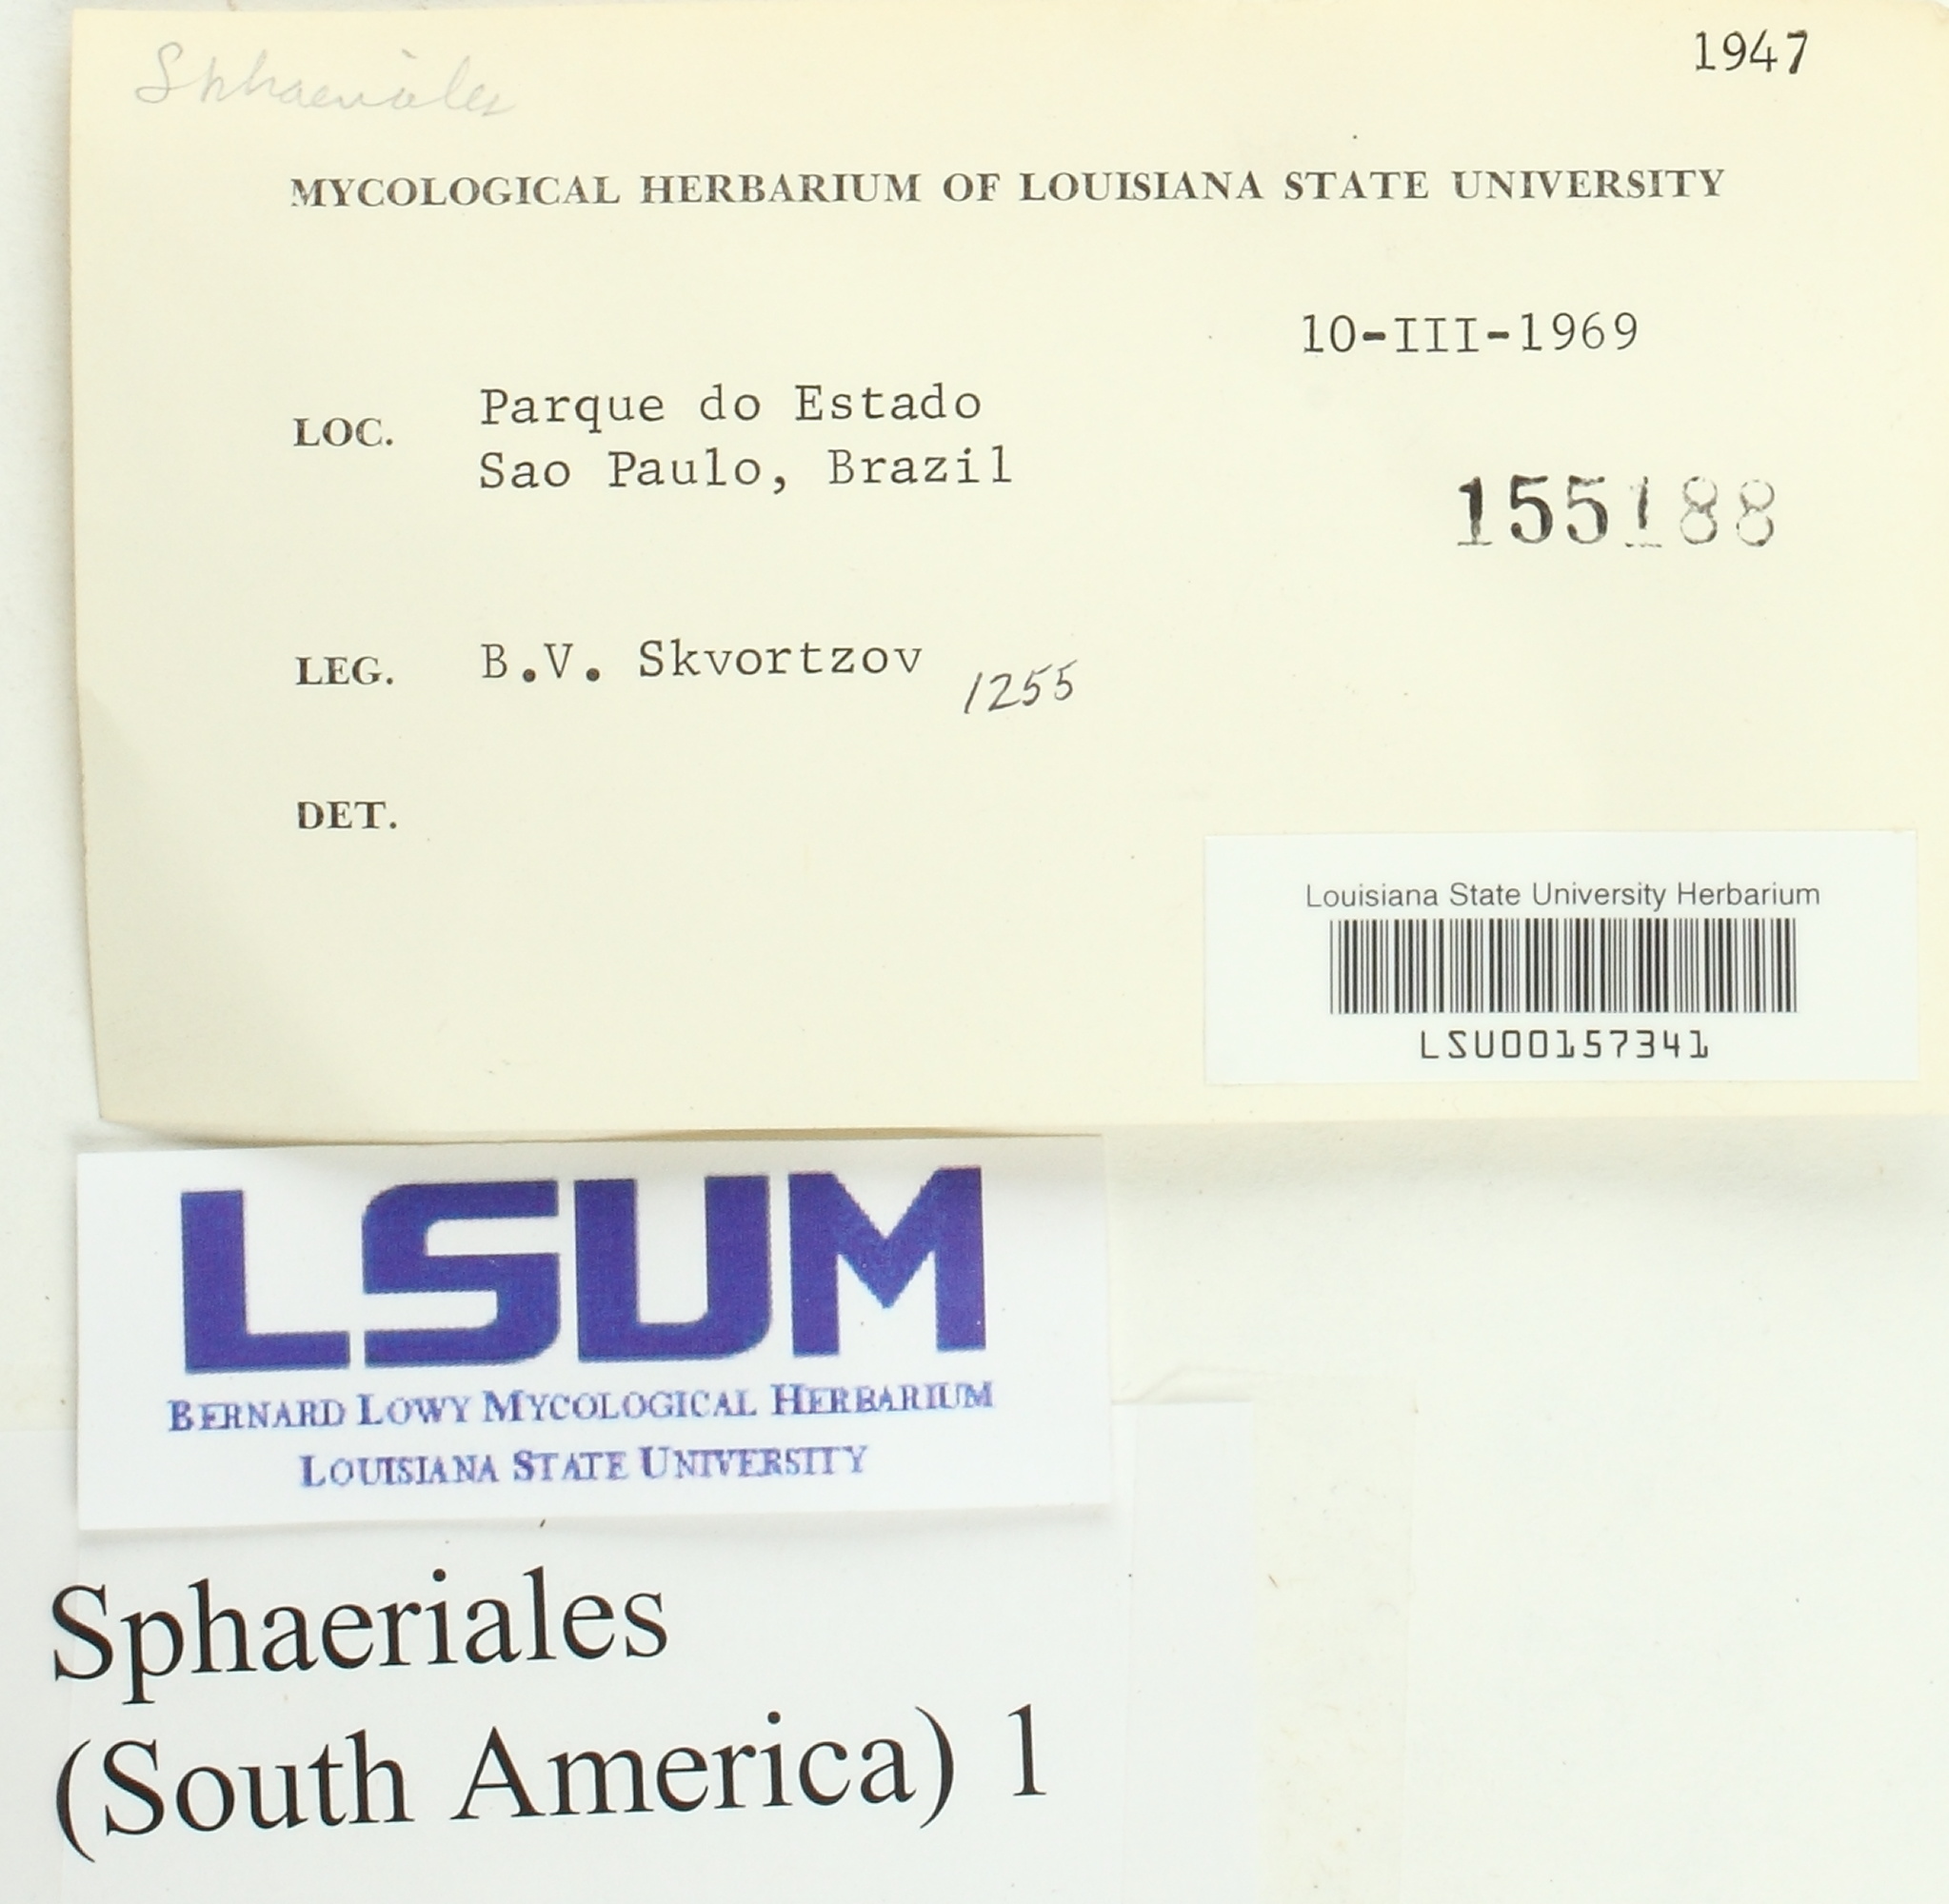 1947
Sphaeriales
MYCOLOGICAL HERBARIUM OF LOUISIANA STATE UNIVERSITY
10-III-1969
LOC. Parque do Estado
Sao Paulo, Brazil
155188
LEG. B.V. Skvortzov 1255
DET.
Louisiana State University Herbarium
LSU00157341
LSUM
BERNARD LOWY MYCOLOGICAL HERBARIUM
LOUISIANA STATE UNIVERSITY
Sphaeriales
(South America) 1